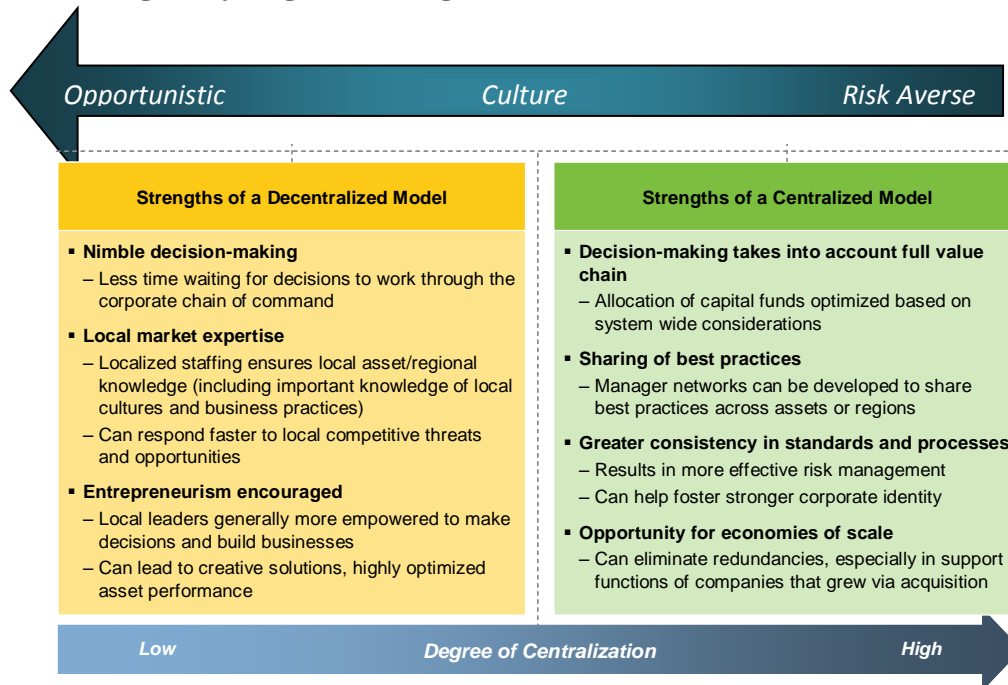 Opportunistic Culture Risk Averse
Strengths of a Decentralized Model
▪ Nimble decision-making
– Less time waiting for decisions to work through the
corporate chain of command
▪ Local market expertise
– Localized staffing ensures local asset/regional
knowledge (including important knowledge of local
cultures and business practices)
– Can respond faster to local competitive threats
and opportunities
▪ Entrepreneurism encouraged
– Local leaders generally more empowered to make
decisions and build businesses
– Can lead to creative solutions, highly optimized
asset performance
Strengths of a Centralized Model
▪ Decision-making takes into account full value
chain
– Allocation of capital funds optimized based on
system wide considerations
▪ Sharing of best practices
– Manager networks can be developed to share
best practices across assets or regions
▪ Greater consistency in standards and processes
– Results in more effective risk management
– Can help foster stronger corporate identity
▪ Opportunity for economies of scale
– Can eliminate redundancies, especially in support
functions of companies that grew via acquisition
Low Degree of Centralization High